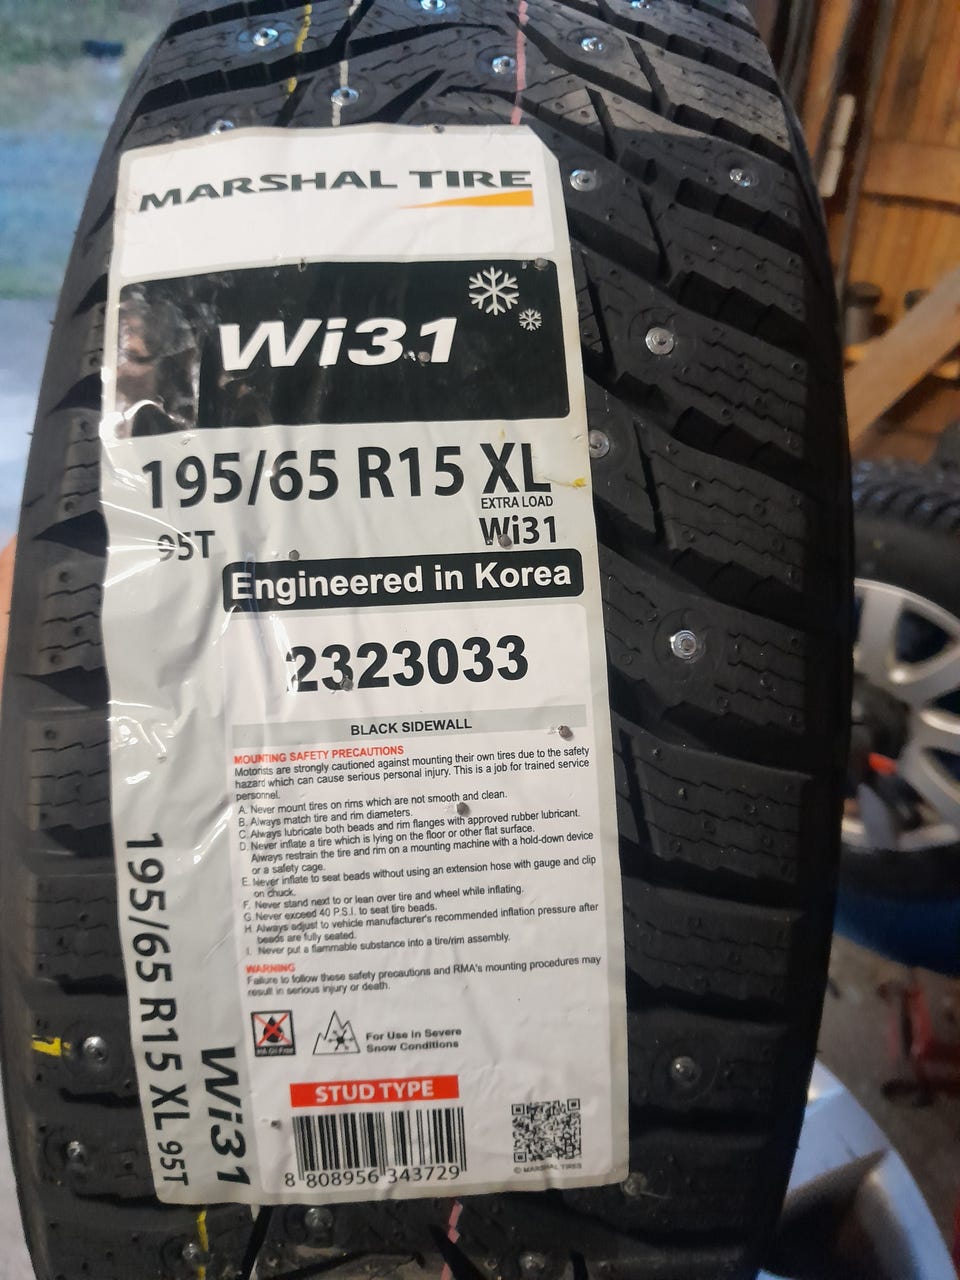 MARSHAL TIRE
Wi31
195/65 R15 XL
EXTRA LOAD
95T Wi31
Engineered in Korea
2323033
BLACK SIDEWALL
MOUNTING SAFETY PRECAUTIONS
Motorists are strongly cautioned against mounting their own tires due to the safety
hazard which can cause serious personal injury. This is a job for trained service
personnel.
A. Never mount tires on rims which are not smooth and clean.
B. Always match tire and rim diameters.
C. Always lubricate both beads and rim flanges with approved rubber lubricant.
D. Never inflate a tire which is lying on the floor or other flat surface.
Always restrain the tire and rim on a mounting machine with a hold-down device
or a safety cage.
E. Never inflate to seat beads without using an extension hose with gauge and clip
on chuck.
F. Never stand next to or lean over tire and wheel while inflating.
G. Never exceed 40 P.S.I. to seat tire beads.
H. Always adjust to vehicle manufacturer's recommended inflation pressure after
beads are fully seated.
I. Never put a flammable substance into a tire/rim assembly.
WARNING
Failure to follow these safety precautions and RMA's mounting procedures may
result in serious injury or death.
HA Oil Free
For Use in Severe
Snow Conditions
STUD TYPE
8 808956 343729
© MARSHAL TIRES
195/65 R15 XL 95T
Wi31